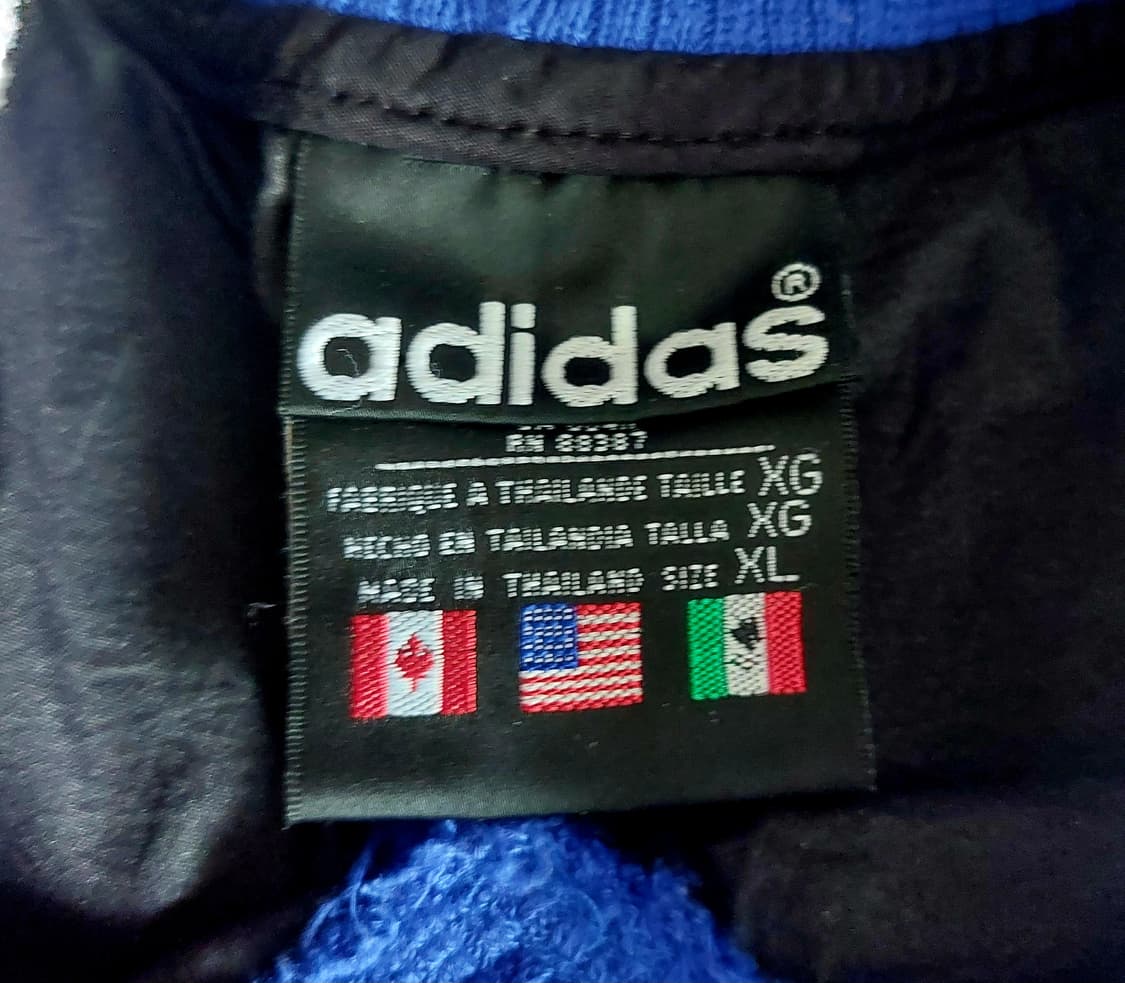 adidas®
RN 88387
FABRIQUE A THAILANDE TAILLE XG
HECHO EN TAILANDIA TALLA XG
MADE IN THAILAND SIZE XL